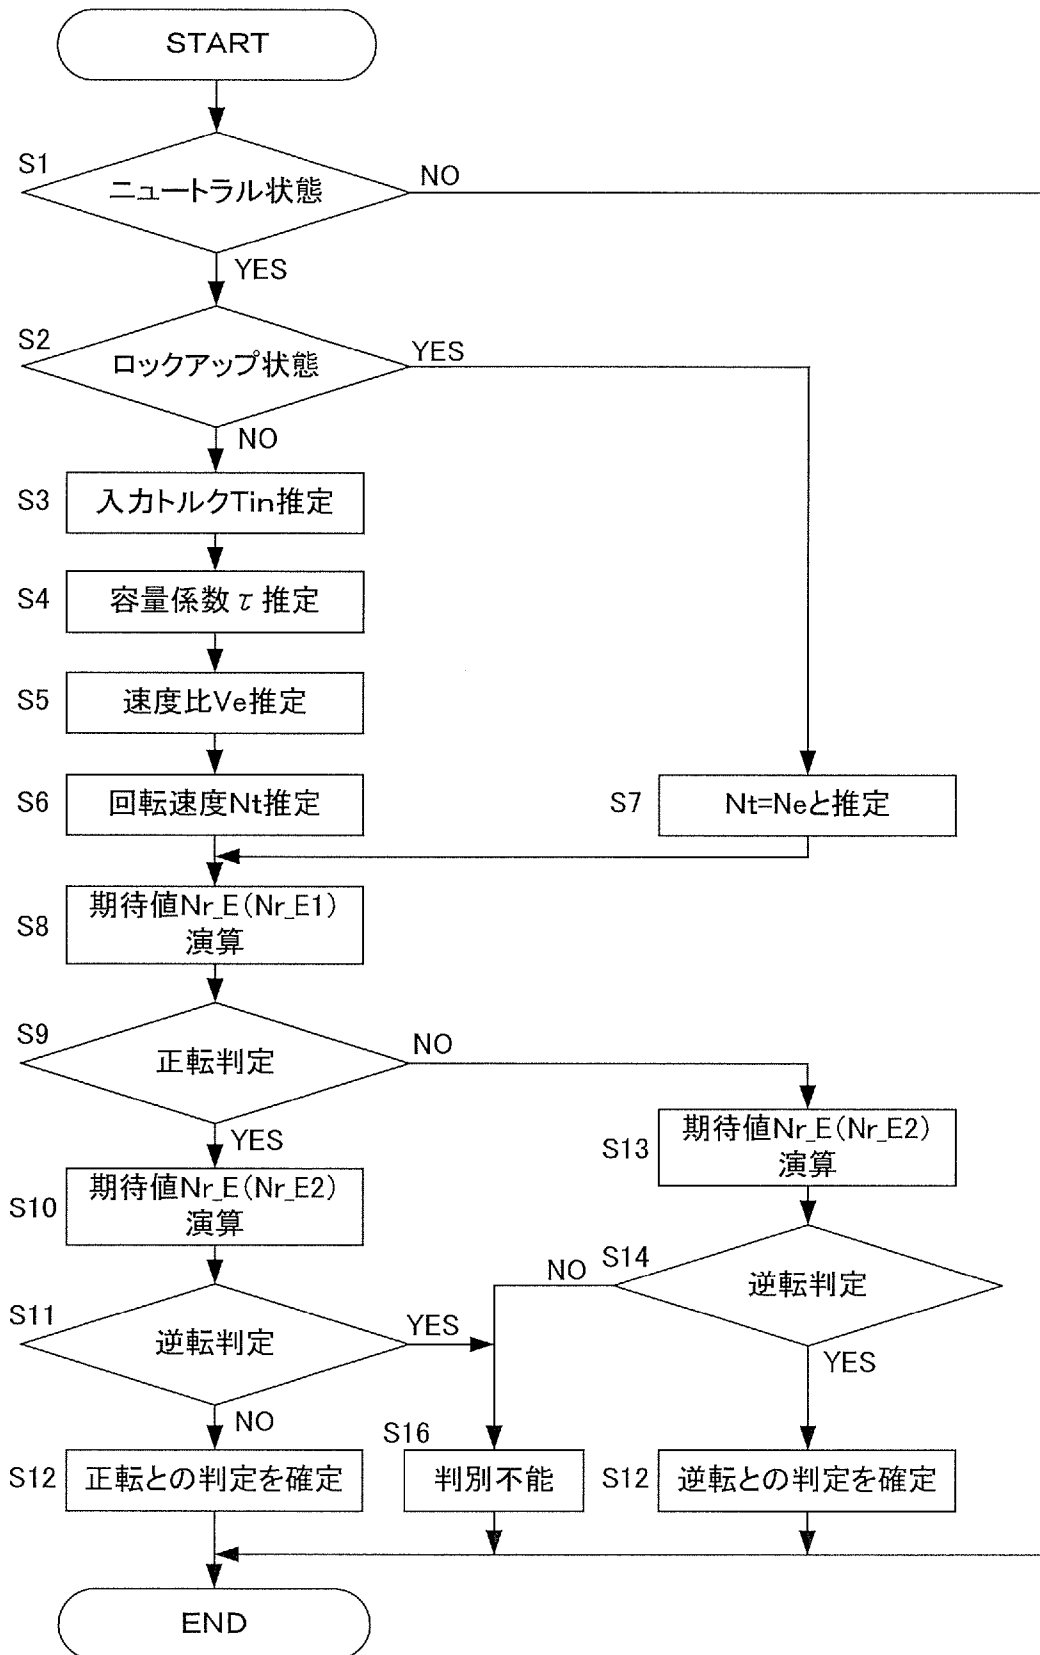 START
S1
ニュートラル状態
NO
YES
S2
ロックアップ状態
YES
NO
S3
入力トルクTin推定
S4
容量係数τ推定
S5
速度比Ve推定
S6
回転速度Nt推定
S7
Nt=Neと推定
S8
期待値Nr_E(Nr_E1)
演算
S9
正転判定
NO
YES
S13
期待値Nr_E(Nr_E2)
演算
S10
期待値Nr_E(Nr_E2)
演算
S14
逆転判定
NO
YES
S11
逆転判定
YES
NO
S12
正転との判定を確定
S16
判別不能
S12
逆転との判定を確定
END